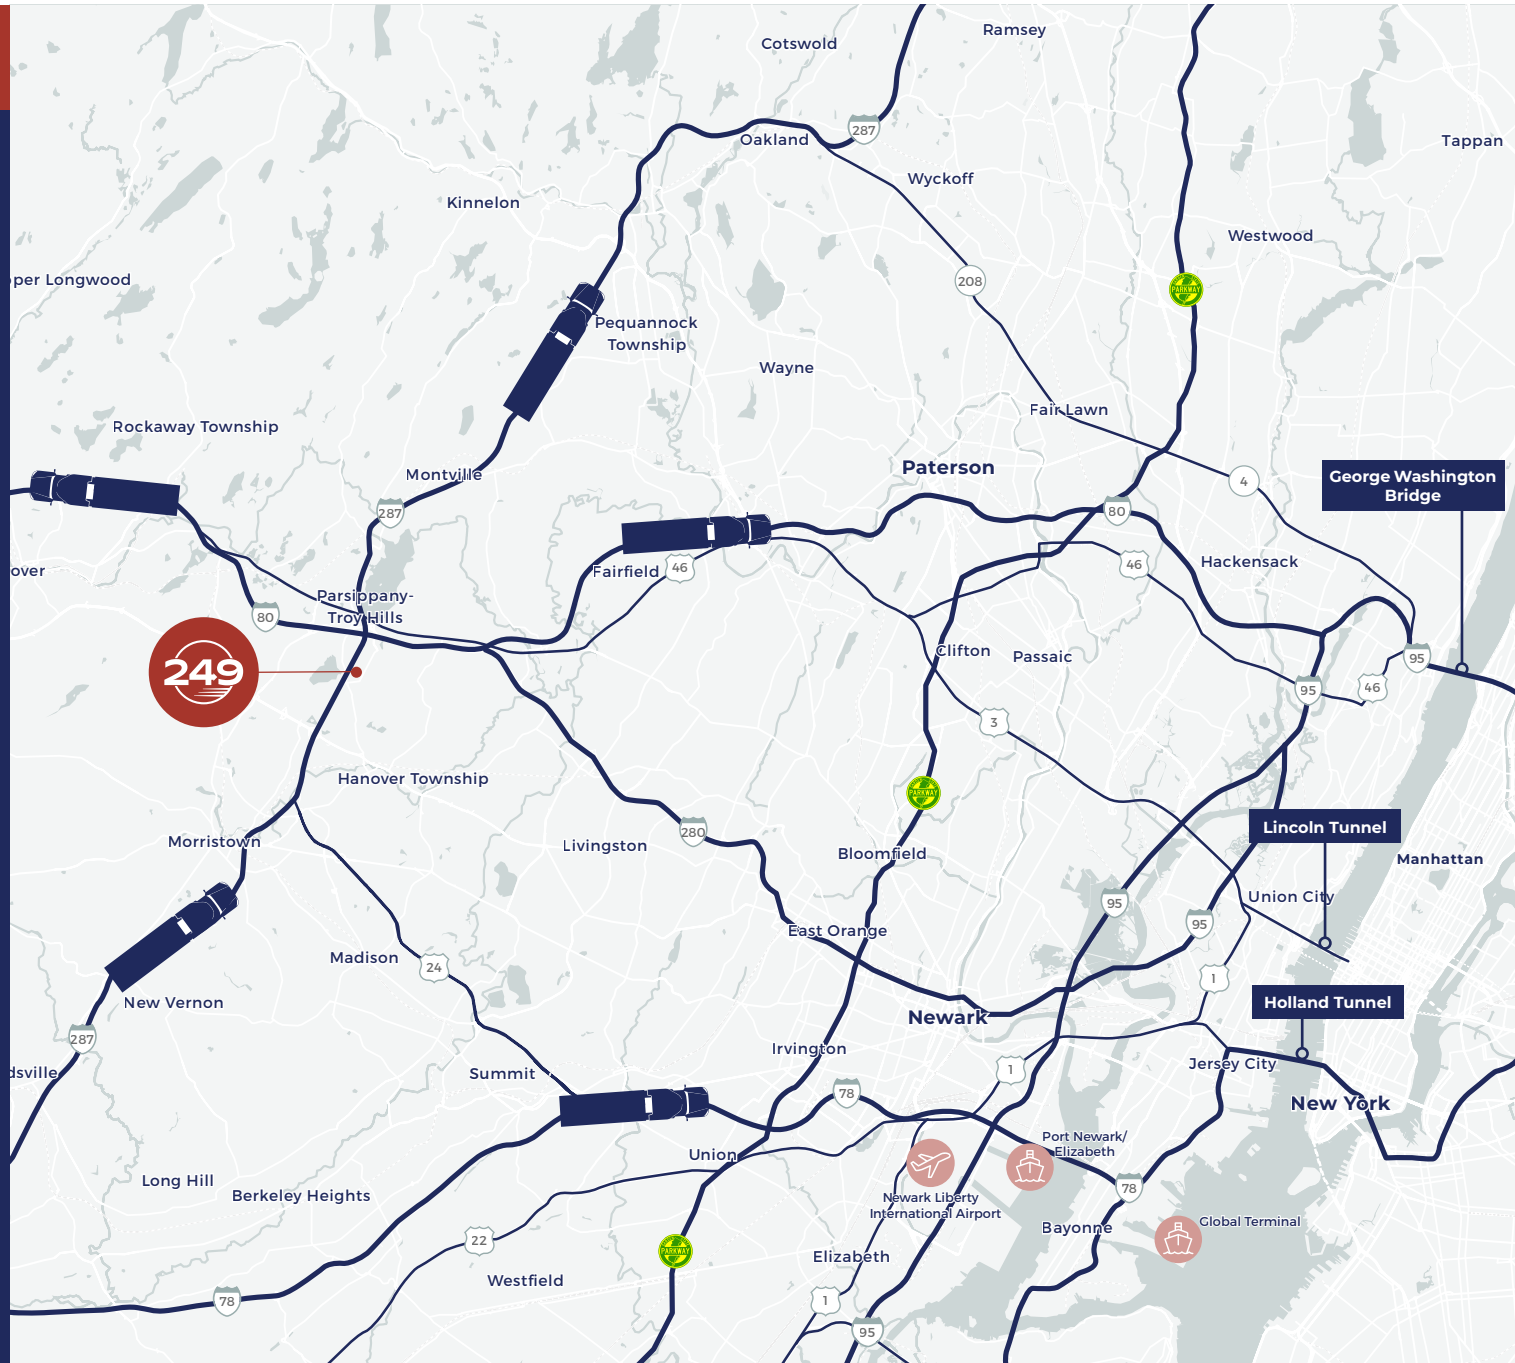 Ramsey
Cotswold
287
Oakland
Tappan
Wyckoff
Kinnelon
Westwood
per Longwood
208
PARKWAY
Pequannock
Township
Wayne
Fair Lawn
Rockaway Township
Paterson
Montville
4
George Washington
Bridge
287
80
Hackensack
Fairfield
46
46
over
Parsippany-
Troy Hills
80
249
Clifton
Passaic
95
95
46
3
Hanover Township
PARKWAY
Lincoln Tunnel
280
Morristown
Livingston
Bloomfield
Manhattan
Union City
95
95
East Orange
Madison
24
1
New Vernon
Holland Tunnel
Newark
287
Irvington
Jersey City
dsville
Summit
1
78
New York
Port Newark/
Elizabeth
Union
Long Hill
Berkeley Heights
78
Newark Liberty
International Airport
Global Terminal
Bayonne
22
PARKWAY
Elizabeth
Westfield
78
1
95